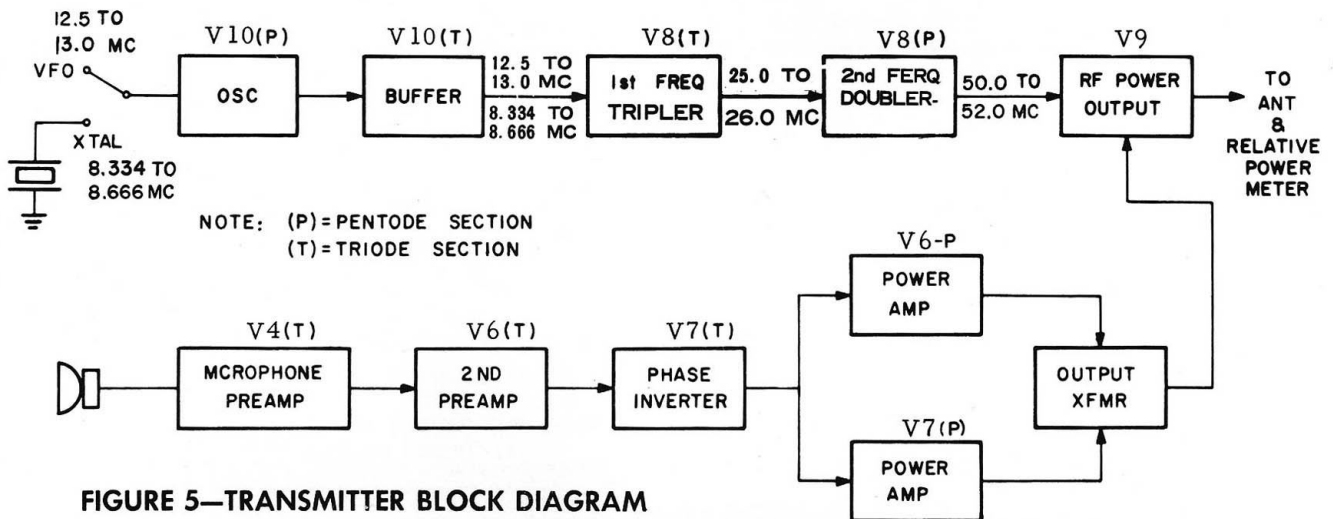 12.5 TO
13.0 MC
VFO
XTAL
8.334 TO
8.666 MC
V10(P)
OSC
V10(T)
BUFFER
12.5 TO
13.0 MC
8.334 TO
8.666 MC
V8(T)
1st FREQ
TRIPLER
25.0 TO
26.0 MC
V8(P)
2nd FERQ
DOUBLER-
50.0 TO
52.0 MC
V9
RF POWER
OUTPUT
TO
ANT
&
RELATIVE
POWER
METER
NOTE: (P)=PENTODE SECTION
(T)=TRIODE SECTION
V4(T)
MCROPHONE
PREAMP
V6(T)
2 ND
PREAMP
V7(T)
PHASE
INVERTER
V6-P
POWER
AMP
V7(P)
POWER
AMP
OUTPUT
XFMR
FIGURE 5—TRANSMITTER BLOCK DIAGRAM